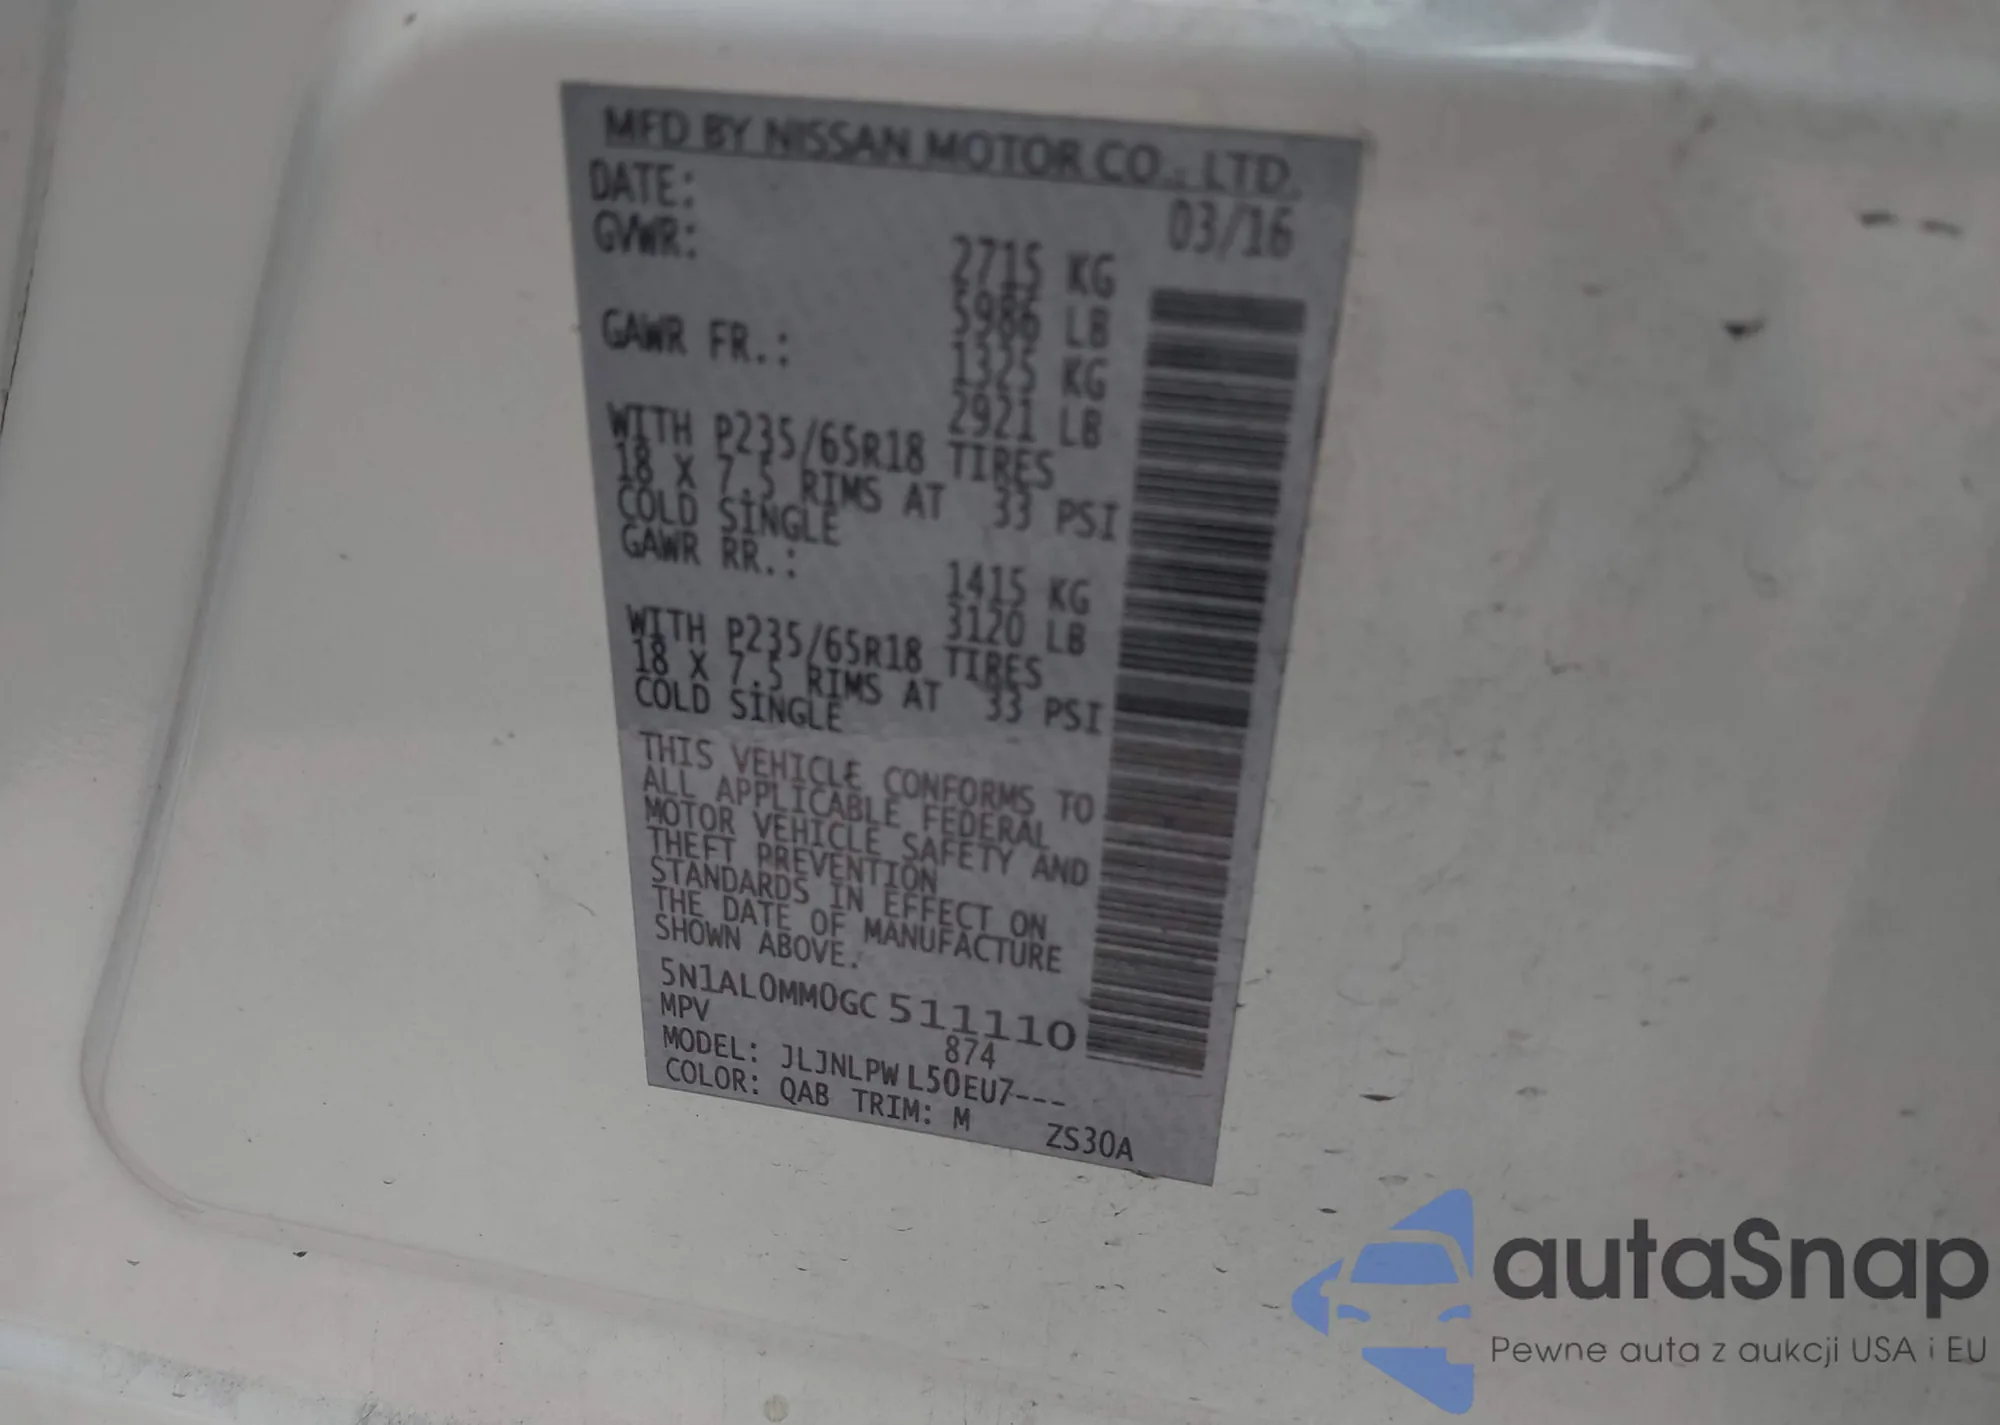 MFD BY NISSAN MOTOR CO., LTD.
DATE: 03/16
GVWR: 2715 KG
5986 LB
GAWR FR.: 1325 KG
2921 LB
WITH P235/65R18 TIRES
18 X 7.5 RIMS AT 33 PSI
COLD SINGLE
GAWR RR.: 1415 KG
3120 LB
WITH P235/65R18 TIRES
18 X 7.5 RIMS AT 33 PSI
COLD SINGLE
THIS VEHICLE CONFORMS TO
ALL APPLICABLE FEDERAL
MOTOR VEHICLE SAFETY AND
THEFT PREVENTION
STANDARDS IN EFFECT ON
THE DATE OF MANUFACTURE
SHOWN ABOVE.
5N1AL0MM0GC 511110
MPV 874
MODEL: JLJNLPW L50EU7---
COLOR: QAB TRIM: M ZS30A
autaSnap
Pewne auta z aukcji USA i EU